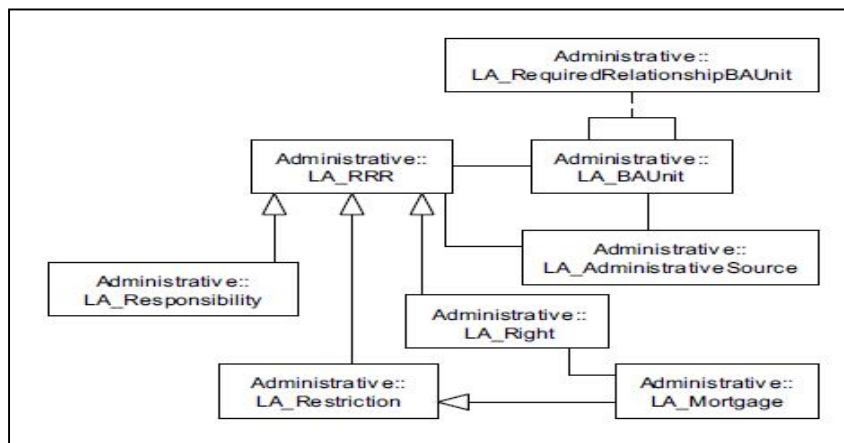 Administrative::
LA_RequiredRelationshipBAUnit
Administrative::
LA_RRR
Administrative::
LA_BAUnit
Administrative::
LA_AdministrativeSource
Administrative::
LA_Responsibility
Administrative::
LA_Right
Administrative::
LA_Restriction
Administrative::
LA_Mortgage